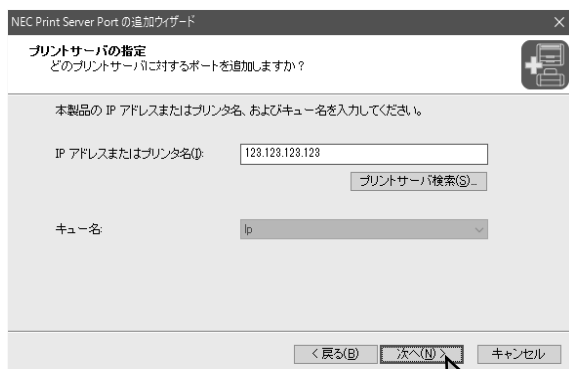 NEC Print Server Port の追加ウィザード
プリントサーバの指定
どのプリントサーバに対するポートを追加しますか?
本製品の IP アドレスまたはプリンタ名、およびキュー名を入力してください。
IP アドレスまたはプリンタ名(I):
123.123.123.123
プリントサーバ検索(S)...
キュー名:
lp
< 戻る(B)
次へ(N) >
キャンセル